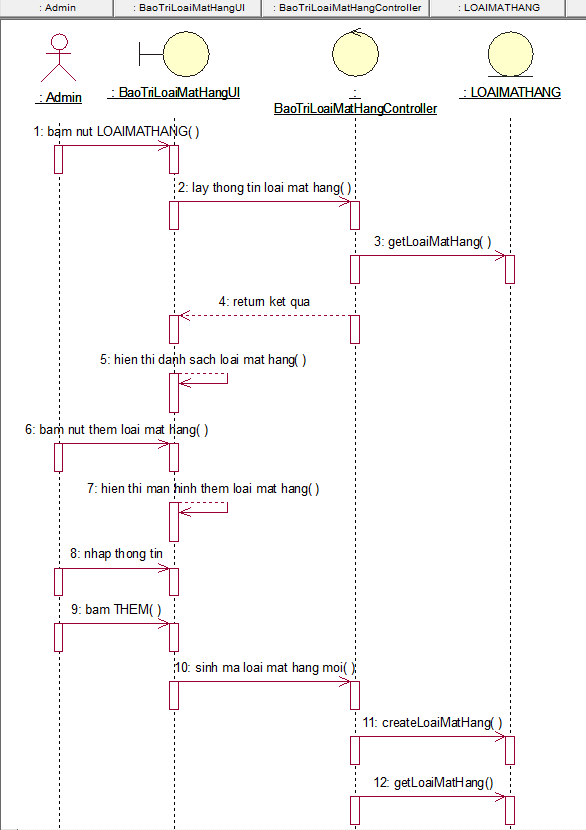 : Admin
: BaoTriLoaiMatHangUI
: BaoTriLoaiMatHangController
: LOAIMATHANG
: Admin
: BaoTriLoaiMatHangUI
:
BaoTriLoaiMatHangController
: LOAIMATHANG
1: bam nut LOAIMATHANG( )
2: lay thong tin loai mat hang( )
3: getLoaiMatHang( )
4: return ket qua
5: hien thi danh sach loai mat hang( )
6: bam nut them loai mat hang( )
7: hien thi man hinh them loai mat hang( )
8: nhap thong tin
9: bam THEM( )
10: sinh ma loai mat hang moi( )
11: createLoaiMatHang( )
12: getLoaiMatHang()